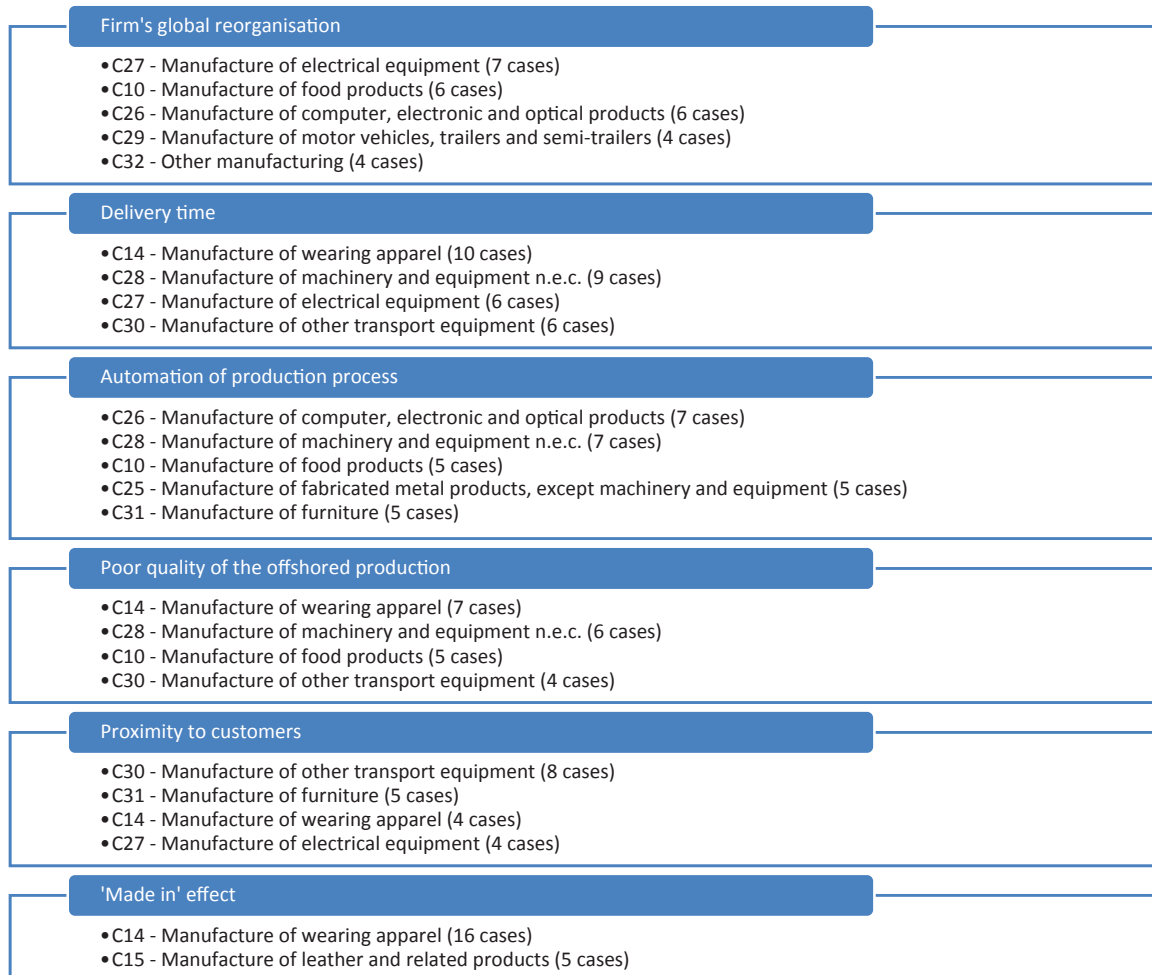 Firm's global reorganisation
•C27 - Manufacture of electrical equipment (7 cases)
•C10 - Manufacture of food products (6 cases)
•C26 - Manufacture of computer, electronic and optical products (6 cases)
•C29 - Manufacture of motor vehicles, trailers and semi-trailers (4 cases)
•C32 - Other manufacturing (4 cases)
Delivery time
•C14 - Manufacture of wearing apparel (10 cases)
•C28 - Manufacture of machinery and equipment n.e.c. (9 cases)
•C27 - Manufacture of electrical equipment (6 cases)
•C30 - Manufacture of other transport equipment (6 cases)
Automation of production process
•C26 - Manufacture of computer, electronic and optical products (7 cases)
•C28 - Manufacture of machinery and equipment n.e.c. (7 cases)
•C10 - Manufacture of food products (5 cases)
•C25 - Manufacture of fabricated metal products, except machinery and equipment (5 cases)
•C31 - Manufacture of furniture (5 cases)
Poor quality of the offshored production
•C14 - Manufacture of wearing apparel (7 cases)
•C28 - Manufacture of machinery and equipment n.e.c. (6 cases)
•C10 - Manufacture of food products (5 cases)
•C30 - Manufacture of other transport equipment (4 cases)
Proximity to customers
•C30 - Manufacture of other transport equipment (8 cases)
•C31 - Manufacture of furniture (5 cases)
•C14 - Manufacture of wearing apparel (4 cases)
•C27 - Manufacture of electrical equipment (4 cases)
'Made in' effect
•C14 - Manufacture of wearing apparel (16 cases)
•C15 - Manufacture of leather and related products (5 cases)